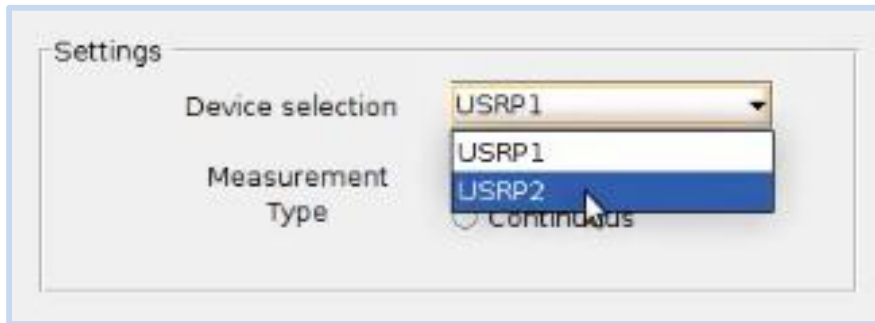 Settings
Device selection USRP1
USRP1
Measurement
USRP2
Type
Continuous